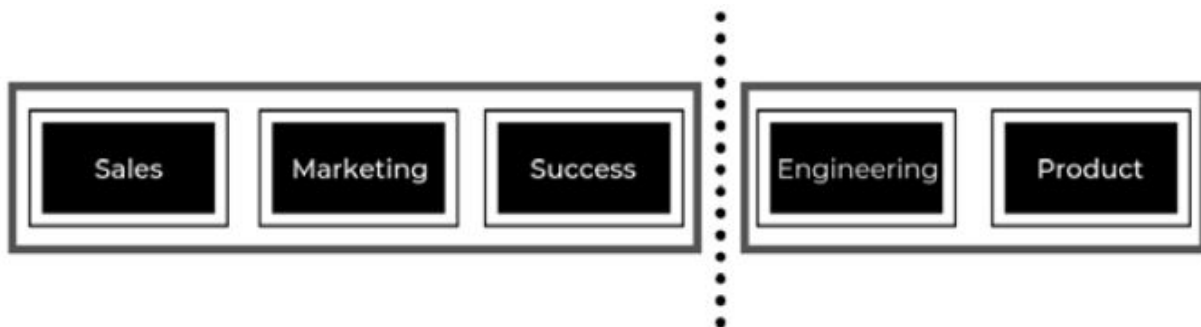 Sales
Marketing
Success
Engineering
Product